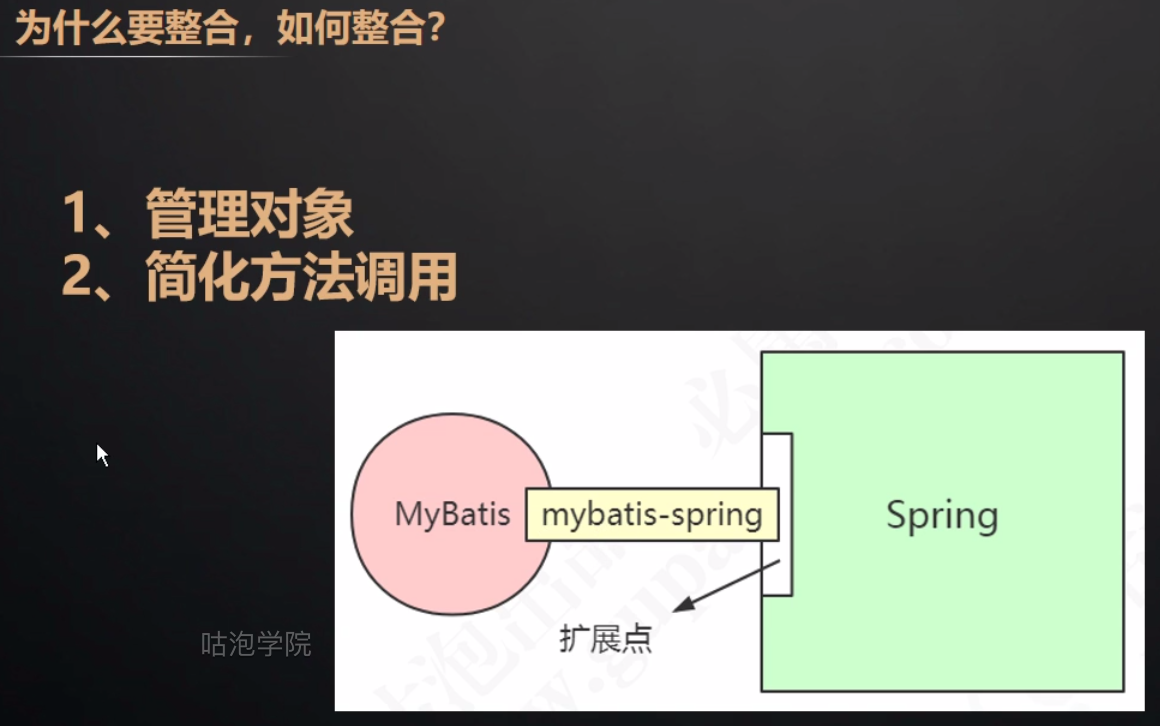 为什么要整合，如何整合？
1、管理对象
2、简化方法调用
MyBatis
mybatis-spring
Spring
扩展点
咕泡学院